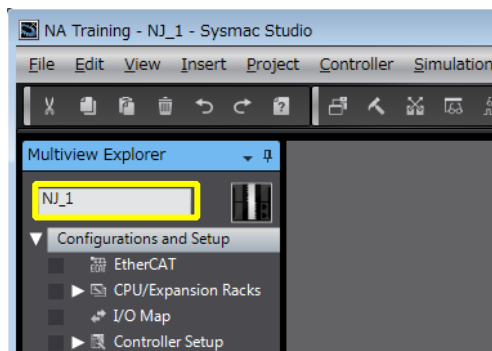 NA Training - NJ_1 - Sysmac Studio
File Edit View Insert Project Controller Simulation
Multiview Explorer
NJ_1
Configurations and Setup
EtherCAT
CPU/Expansion Racks
I/O Map
Controller Setup